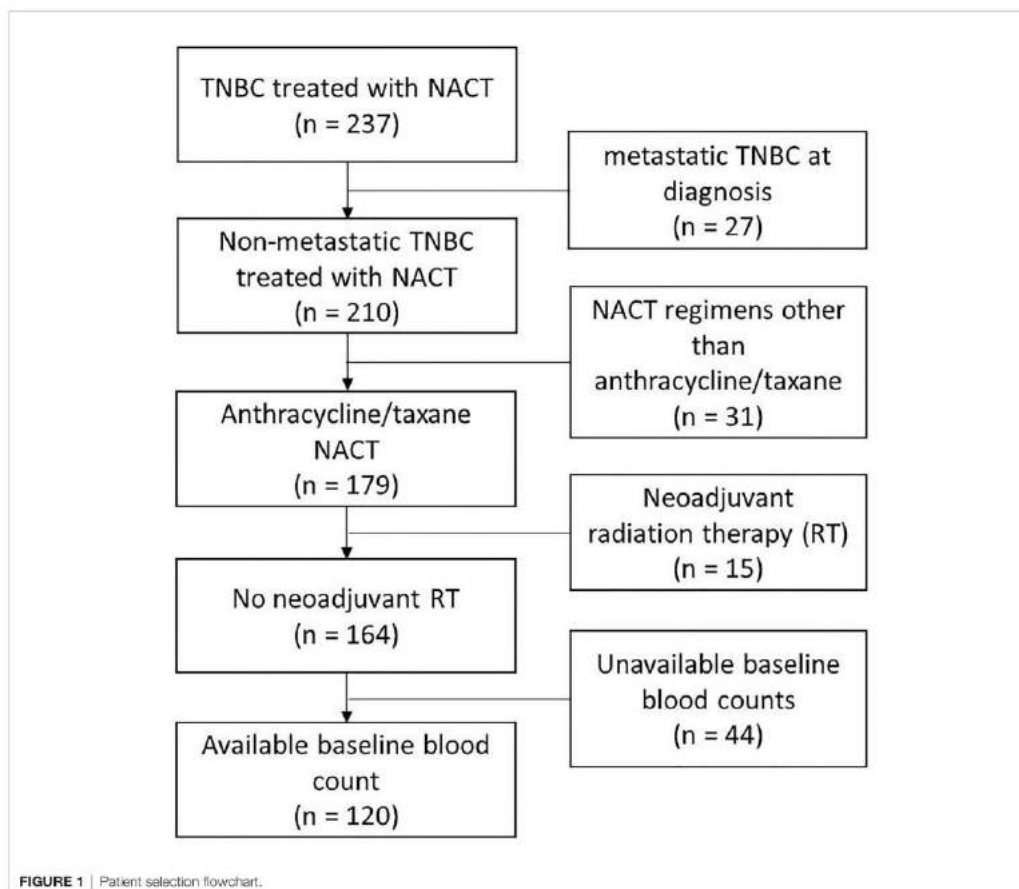 TNBC treated with NACT
(n = 237)
metastatic TNBC at
diagnosis
(n = 27)
Non-metastatic TNBC
treated with NACT
(n = 210)
NACT regimens other
than
anthracycline/taxane
(n = 31)
Anthracycline/taxane
NACT
(n = 179)
Neoadjuvant
radiation therapy (RT)
(n = 15)
No neoadjuvant RT
(n = 164)
Unavailable baseline
blood counts
(n = 44)
Available baseline blood
count
(n = 120)
FIGURE 1 | Patient selection flowchart.